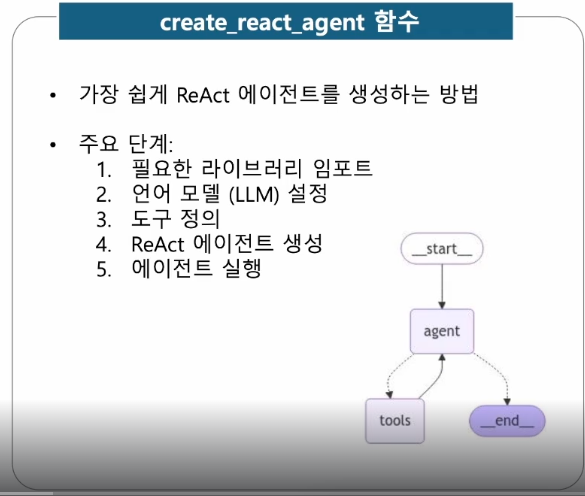 create_react_agent 함수
• 가장 쉽게 ReAct 에이전트를 생성하는 방법
• 주요 단계:
1. 필요한 라이브러리 임포트
2. 언어 모델 (LLM) 설정
3. 도구 정의
4. ReAct 에이전트 생성
5. 에이전트 실행
__start__
agent
tools
__end__